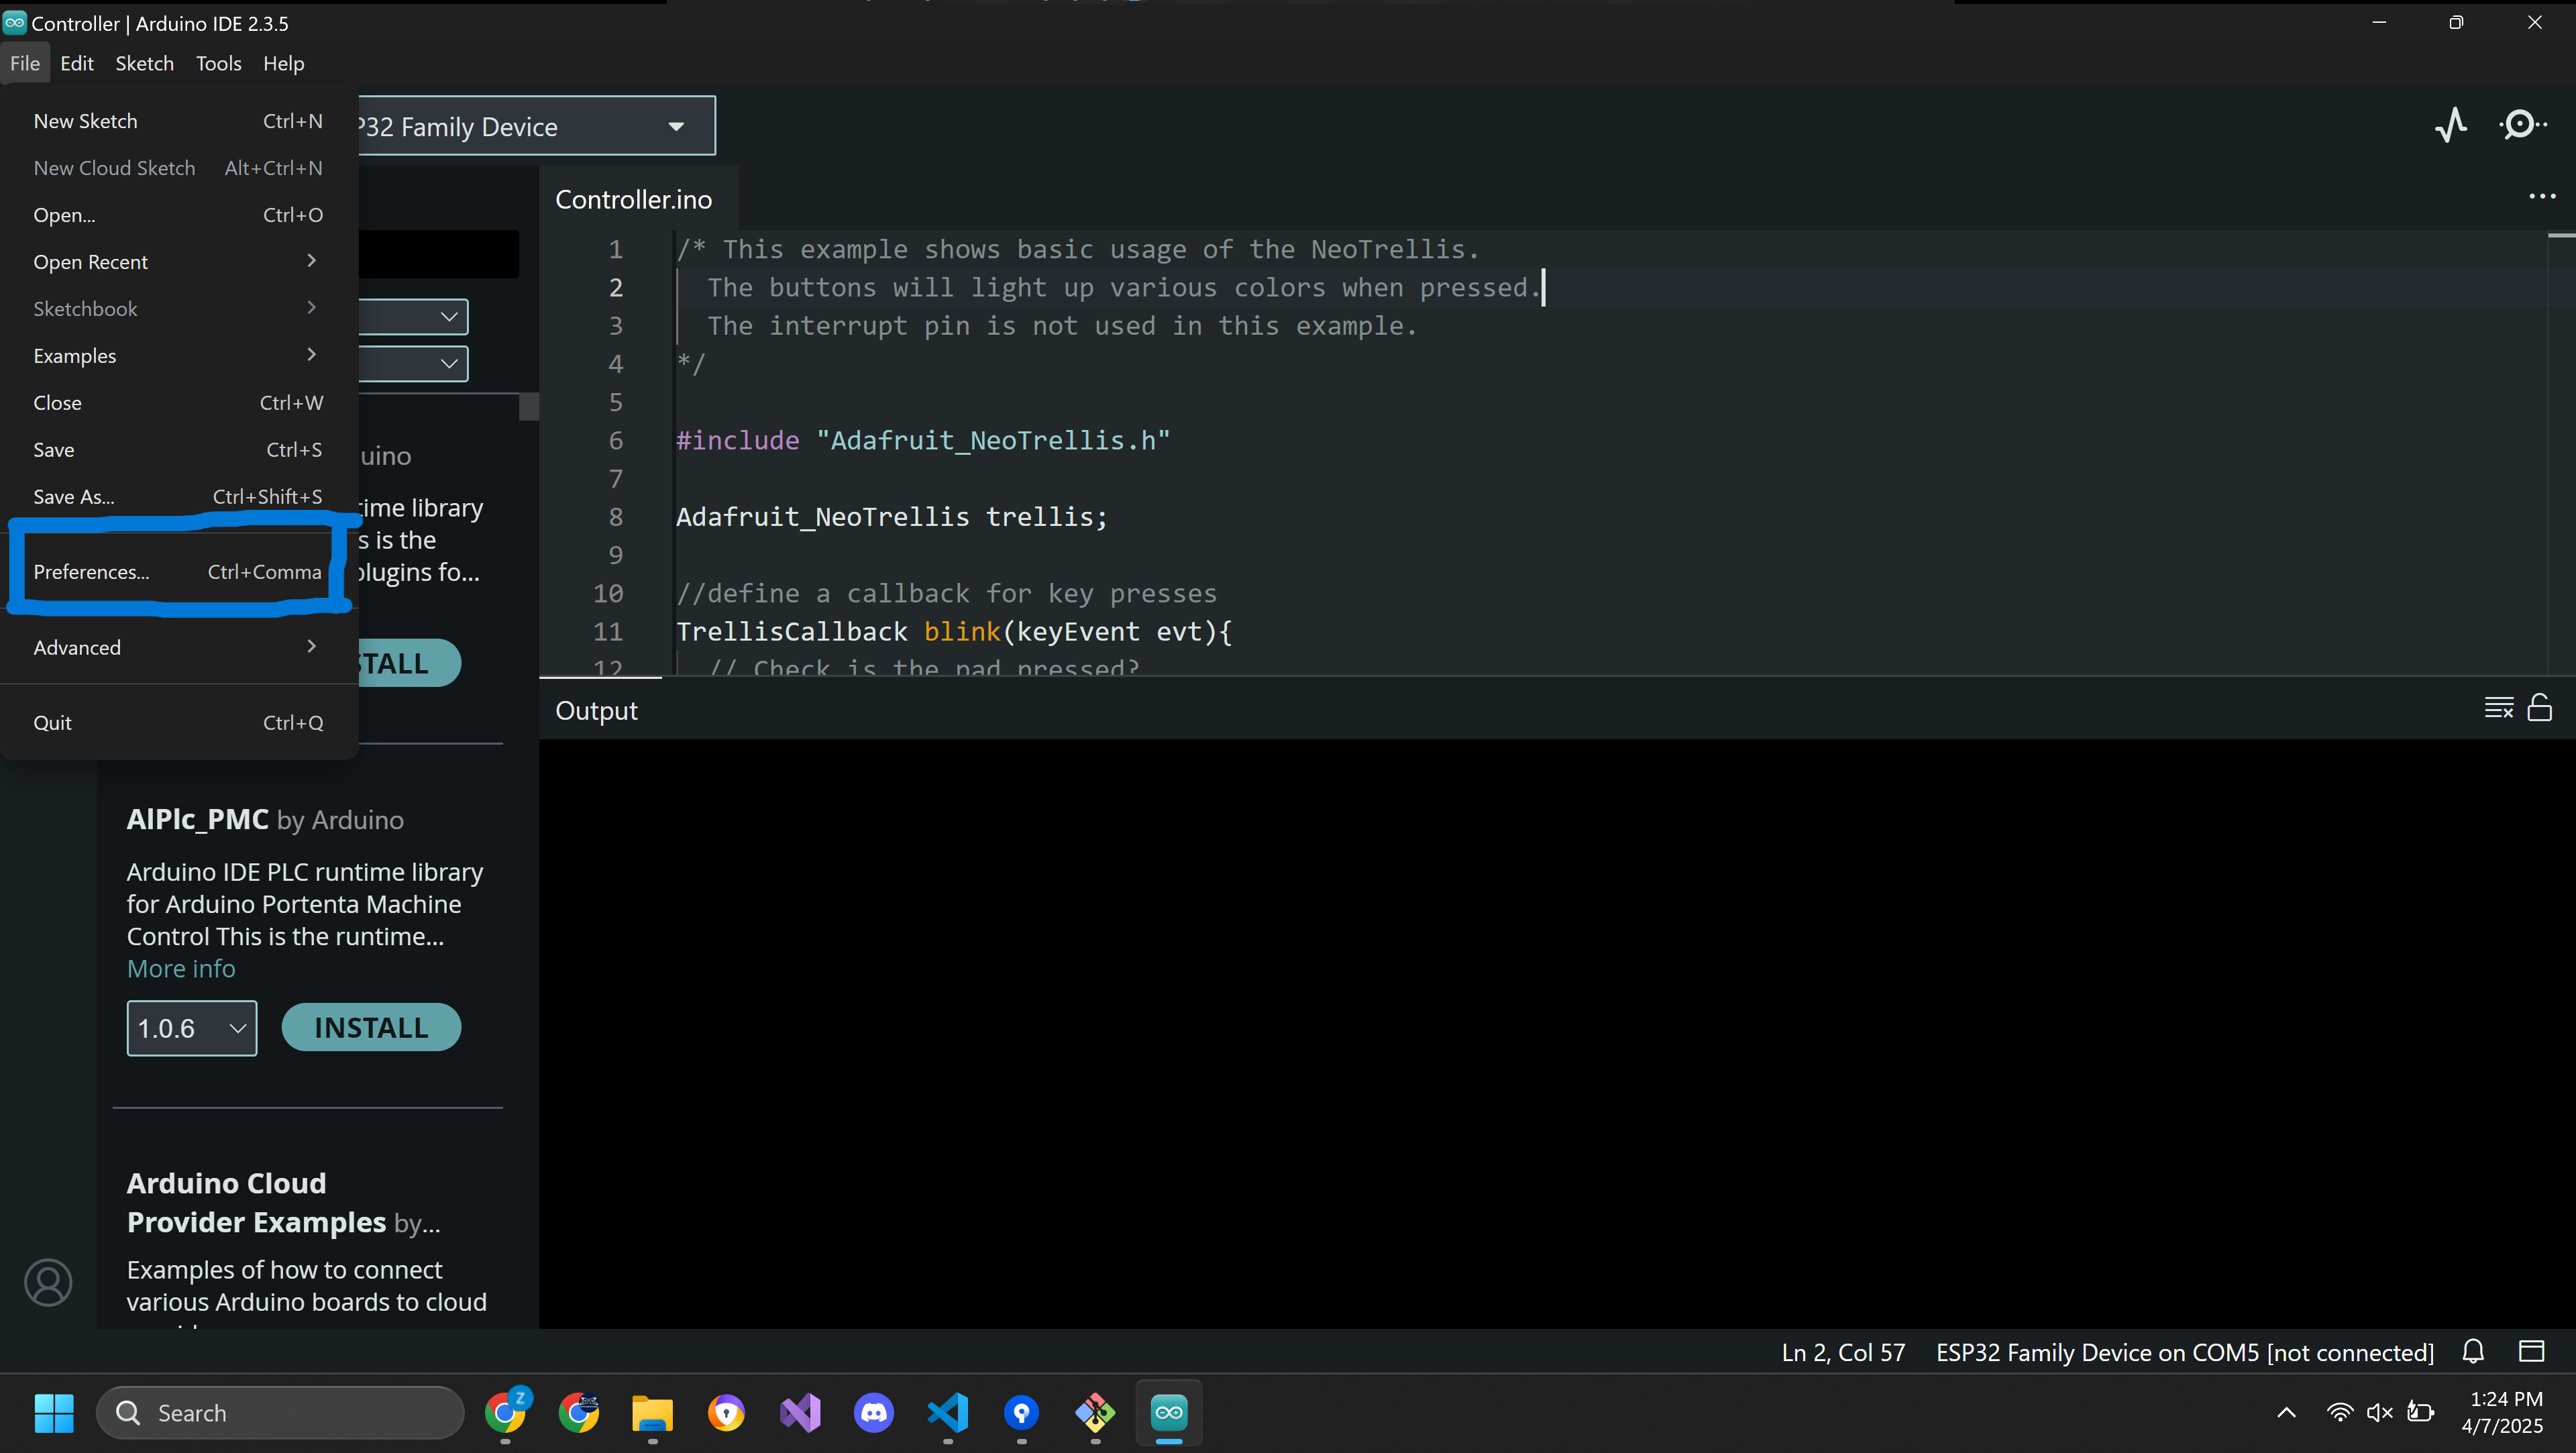 Controller | Arduino IDE 2.3.5
File Edit Sketch Tools Help
New Sketch Ctrl+N
New Cloud Sketch Alt+Ctrl+N
Open... Ctrl+O
Open Recent
Sketchbook
Examples
Close Ctrl+W
Save Ctrl+S
Save As... Ctrl+Shift+S
Preferences... Ctrl+Comma
Advanced
Quit Ctrl+Q
P32 Family Device
uino
time library
s is the
plugins fo...
STALL
AlPlc_PMC by Arduino
Arduino IDE PLC runtime library
for Arduino Portenta Machine
Control This is the runtime...
More info
1.0.6 INSTALL
Arduino Cloud
Provider Examples by...
Examples of how to connect
various Arduino boards to cloud
Controller.ino
1 /* This example shows basic usage of the NeoTrellis.
2 The buttons will light up various colors when pressed.
3 The interrupt pin is not used in this example.
4 */
5
6 #include "Adafruit_NeoTrellis.h"
7
8 Adafruit_NeoTrellis trellis;
9
10 //define a callback for key presses
11 TrellisCallback blink(keyEvent evt){
12 // Check is the pad pressed?
Output
Ln 2, Col 57 ESP32 Family Device on COM5 [not connected]
Search
Z
1:24 PM
4/7/2025